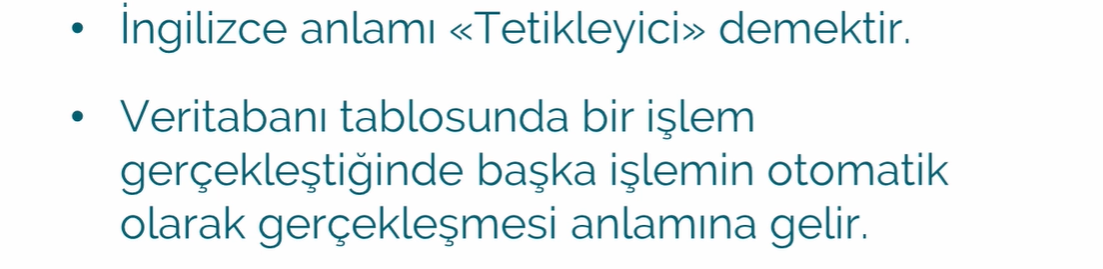 • İngilizce anlamı «Tetikleyici» demektir.
• Veritabanı tablosunda bir işlem
gerçekleştiğinde başka işlemin otomatik
olarak gerçekleşmesi anlamına gelir.